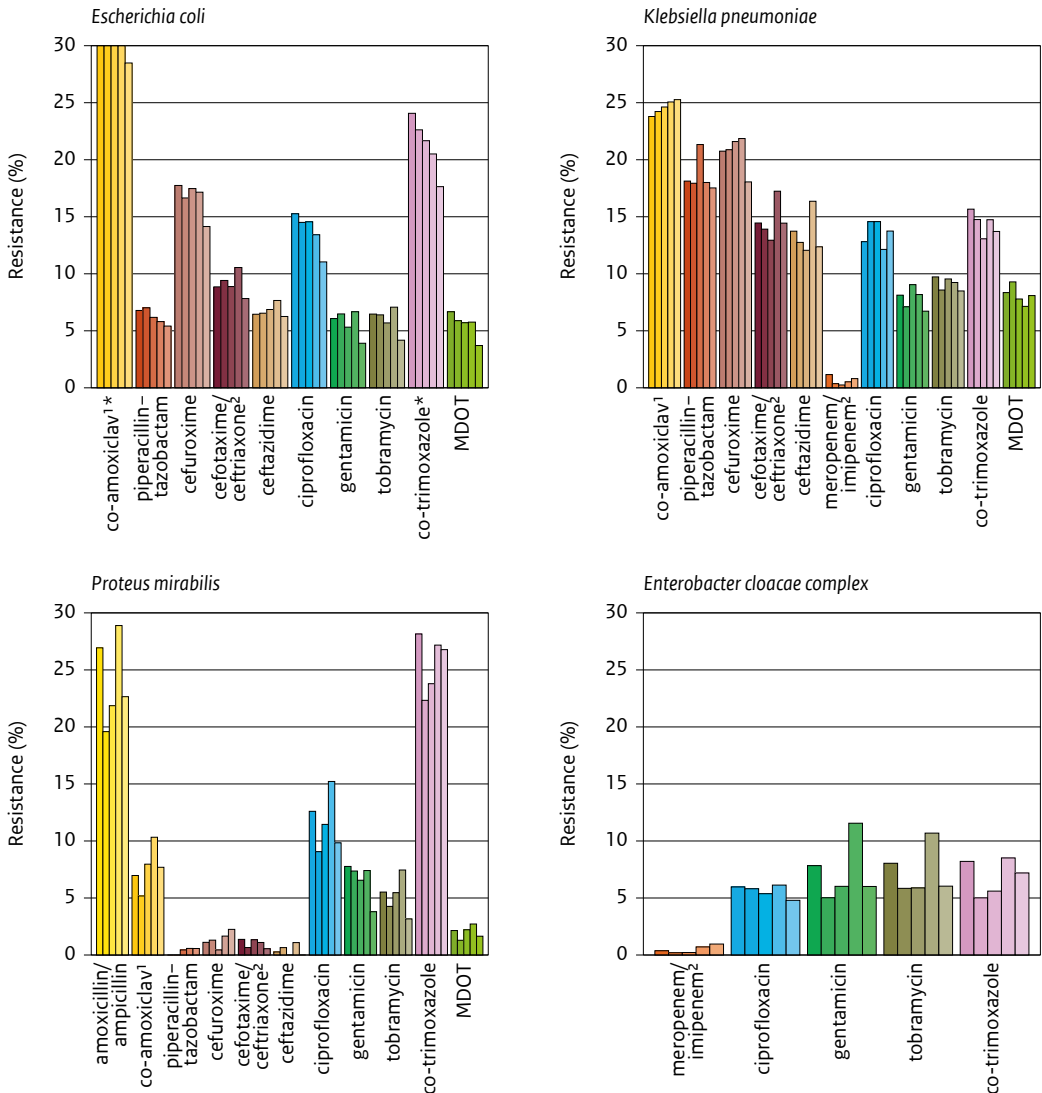 Escherichia coli
30
25
20
15
10
5
0
Resistance (%)
co-amoxiclav¹*
piperacillin–
tazobactam
cefuroxime
cefotaxime/
ceftriaxone²
ceftazidime
ciprofloxacin
gentamicin
tobramycin
co-trimoxazole*
MDOT
Klebsiella pneumoniae
30
25
20
15
10
5
0
Resistance (%)
co-amoxiclav¹
piperacillin–
tazobactam
cefuroxime
cefotaxime/
ceftriaxone²
ceftazidime
meropenem/
imipenem²
ciprofloxacin
gentamicin
tobramycin
co-trimoxazole
MDOT
Proteus mirabilis
30
25
20
15
10
5
0
Resistance (%)
amoxicillin/
ampicillin
co-amoxiclav¹
piperacillin–
tazobactam
cefuroxime
cefotaxime/
ceftriaxone²
ceftazidime
ciprofloxacin
gentamicin
tobramycin
co-trimoxazole
MDOT
Enterobacter cloacae complex
30
25
20
15
10
5
0
Resistance (%)
meropenem/
imipenem²
ciprofloxacin
gentamicin
tobramycin
co-trimoxazole